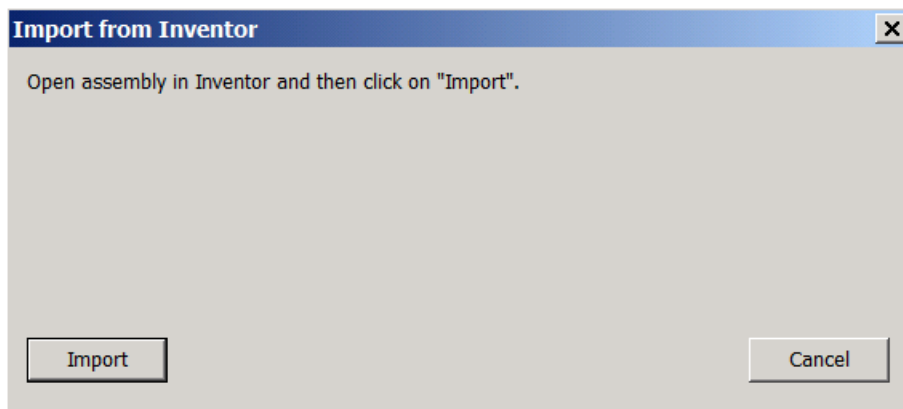 Import from Inventor
Open assembly in Inventor and then click on "Import".
Import
Cancel